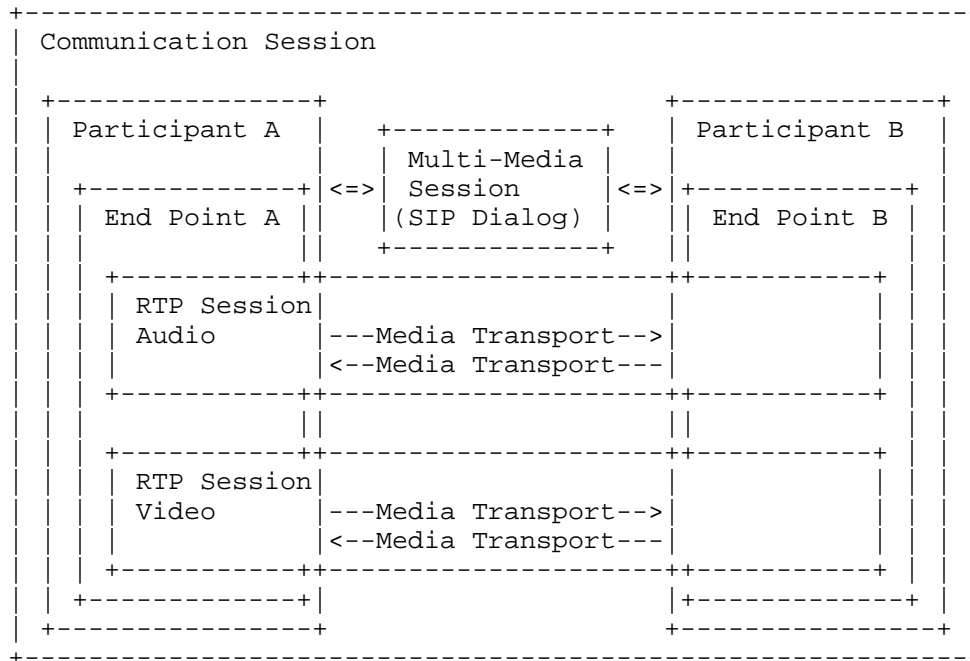 Communication Session
Participant A Participant B
Multi-Media
<=> Session <=>
End Point A (SIP Dialog) End Point B
RTP Session
Audio ---Media Transport-->
<--Media Transport---
RTP Session
Video ---Media Transport-->
<--Media Transport---